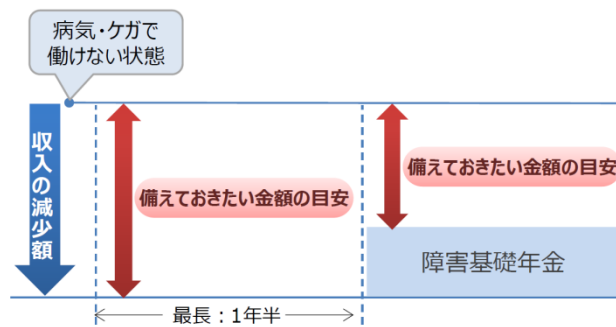 病気・ケガで
働けない状態
収入の減少額
備えておきたい金額の目安
備えておきたい金額の目安
障害基礎年金
最長：1年半